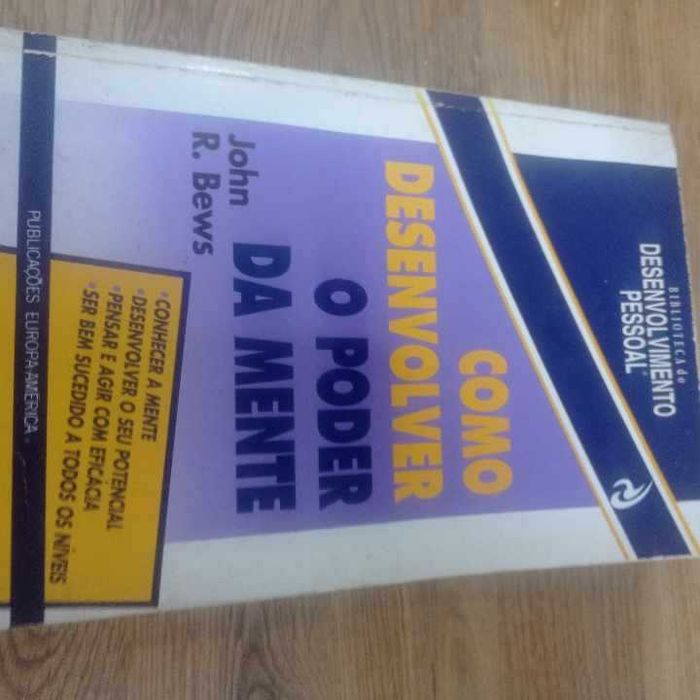 BIBLIOTECA do
DESENVOLVIMENTO
PESSOAL
COMO
DESENVOLVER
O PODER
DA MENTE
John
R. Bews
•CONHECER A MENTE
•DESENVOLVER O SEU POTENCIAL
•PENSAR E AGIR COM EFICÁCIA
•SER BEM SUCEDIDO A TODOS OS NÍVEIS
PUBLICAÇÕES EUROPA-AMÉRICA